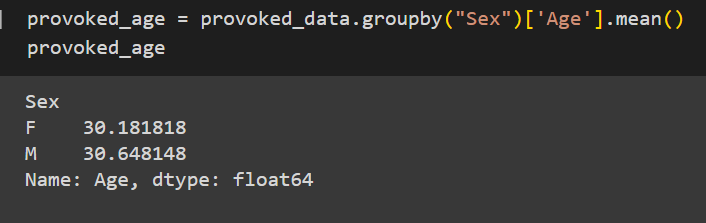 provoked_age = provoked_data.groupby("Sex")['Age'].mean()
provoked_age
Sex
F    30.181818
M    30.648148
Name: Age, dtype: float64